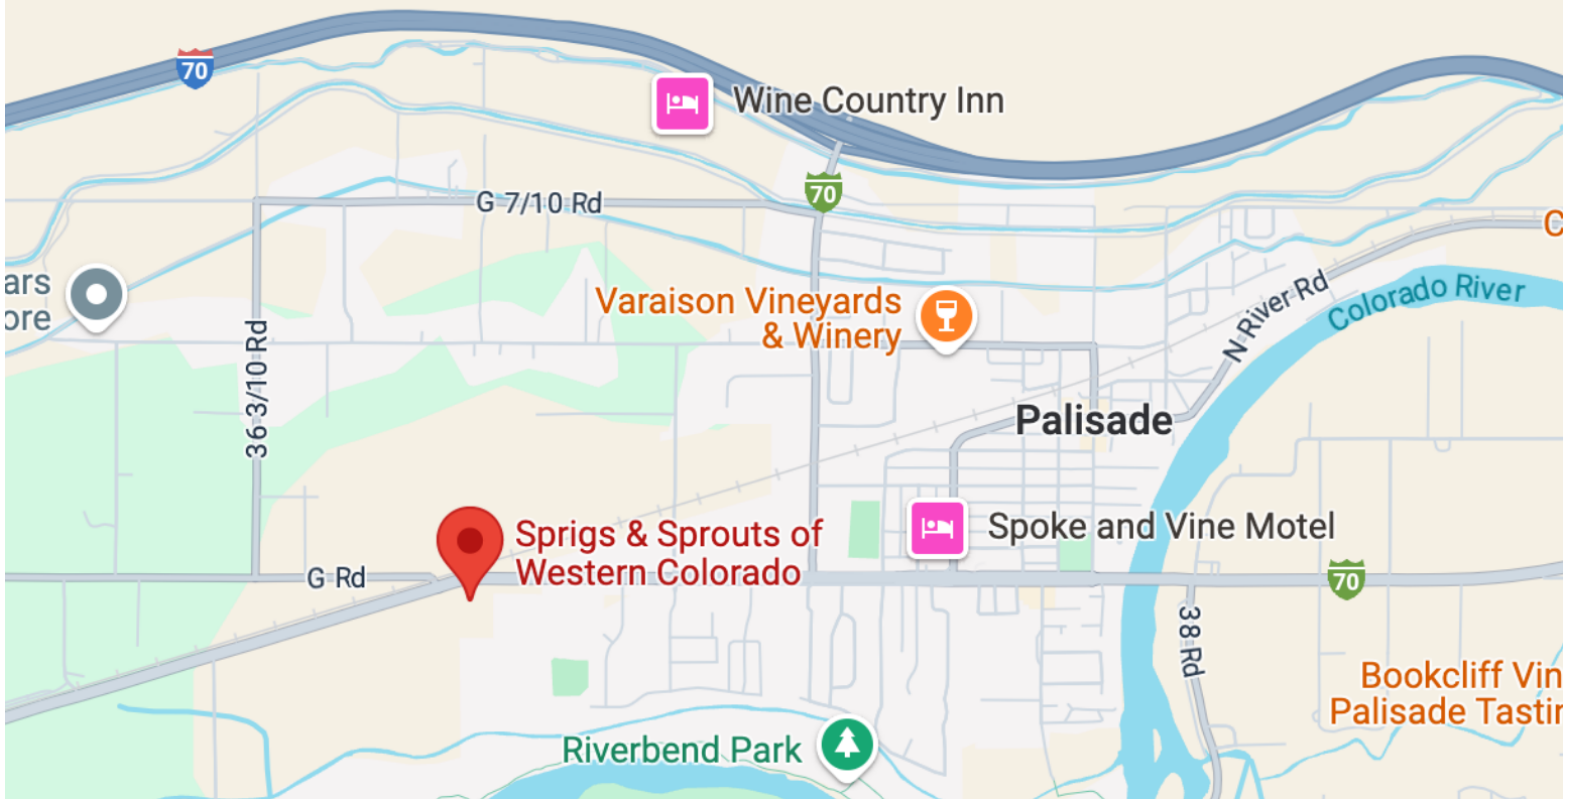 70
Wine Country Inn
70
G 7/10 Rd
C
ars
ore
Varaison Vineyards
& Winery
N River Rd
Colorado River
36 3/10 Rd
Palisade
Sprigs & Sprouts of
Western Colorado
Spoke and Vine Motel
G Rd
70
38 Rd
Bookcliff Vin
Palisade Tastin
Riverbend Park